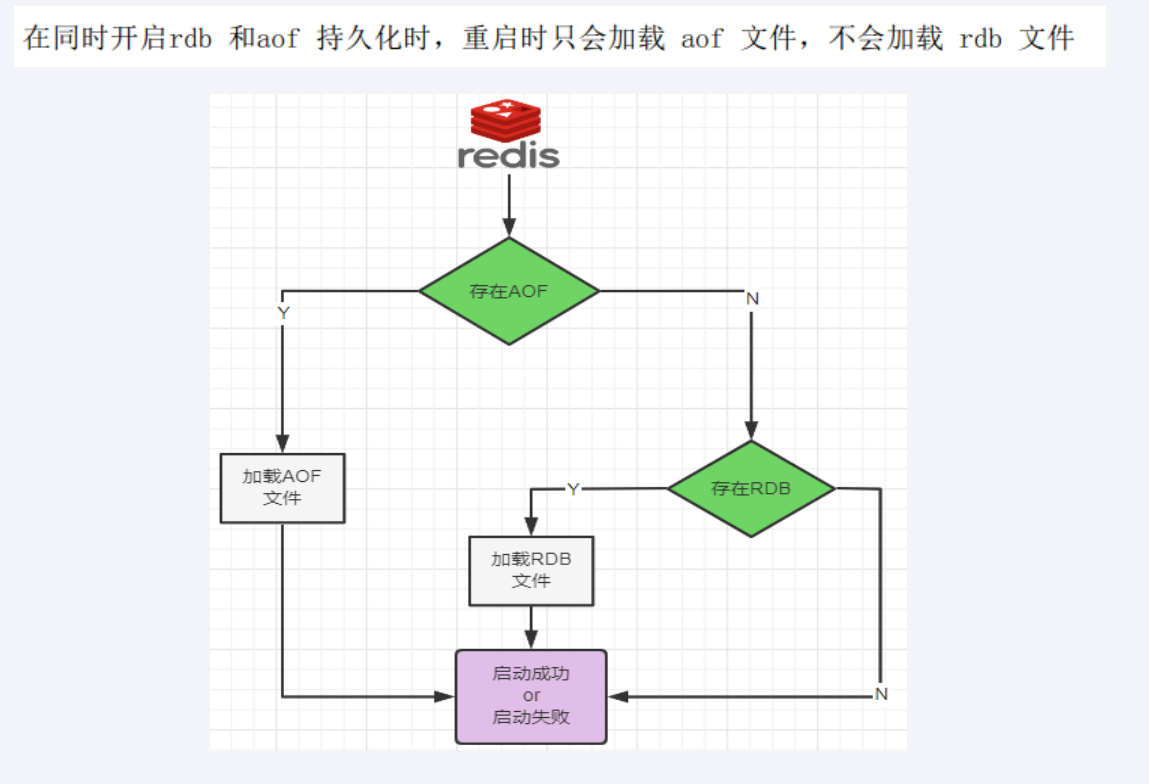 在同时开启rdb 和aof 持久化时，重启时只会加载 aof 文件，不会加载 rdb 文件
redis
存在AOF
Y
N
加载AOF
文件
存在RDB
Y
加载RDB
文件
启动成功
or
启动失败
N